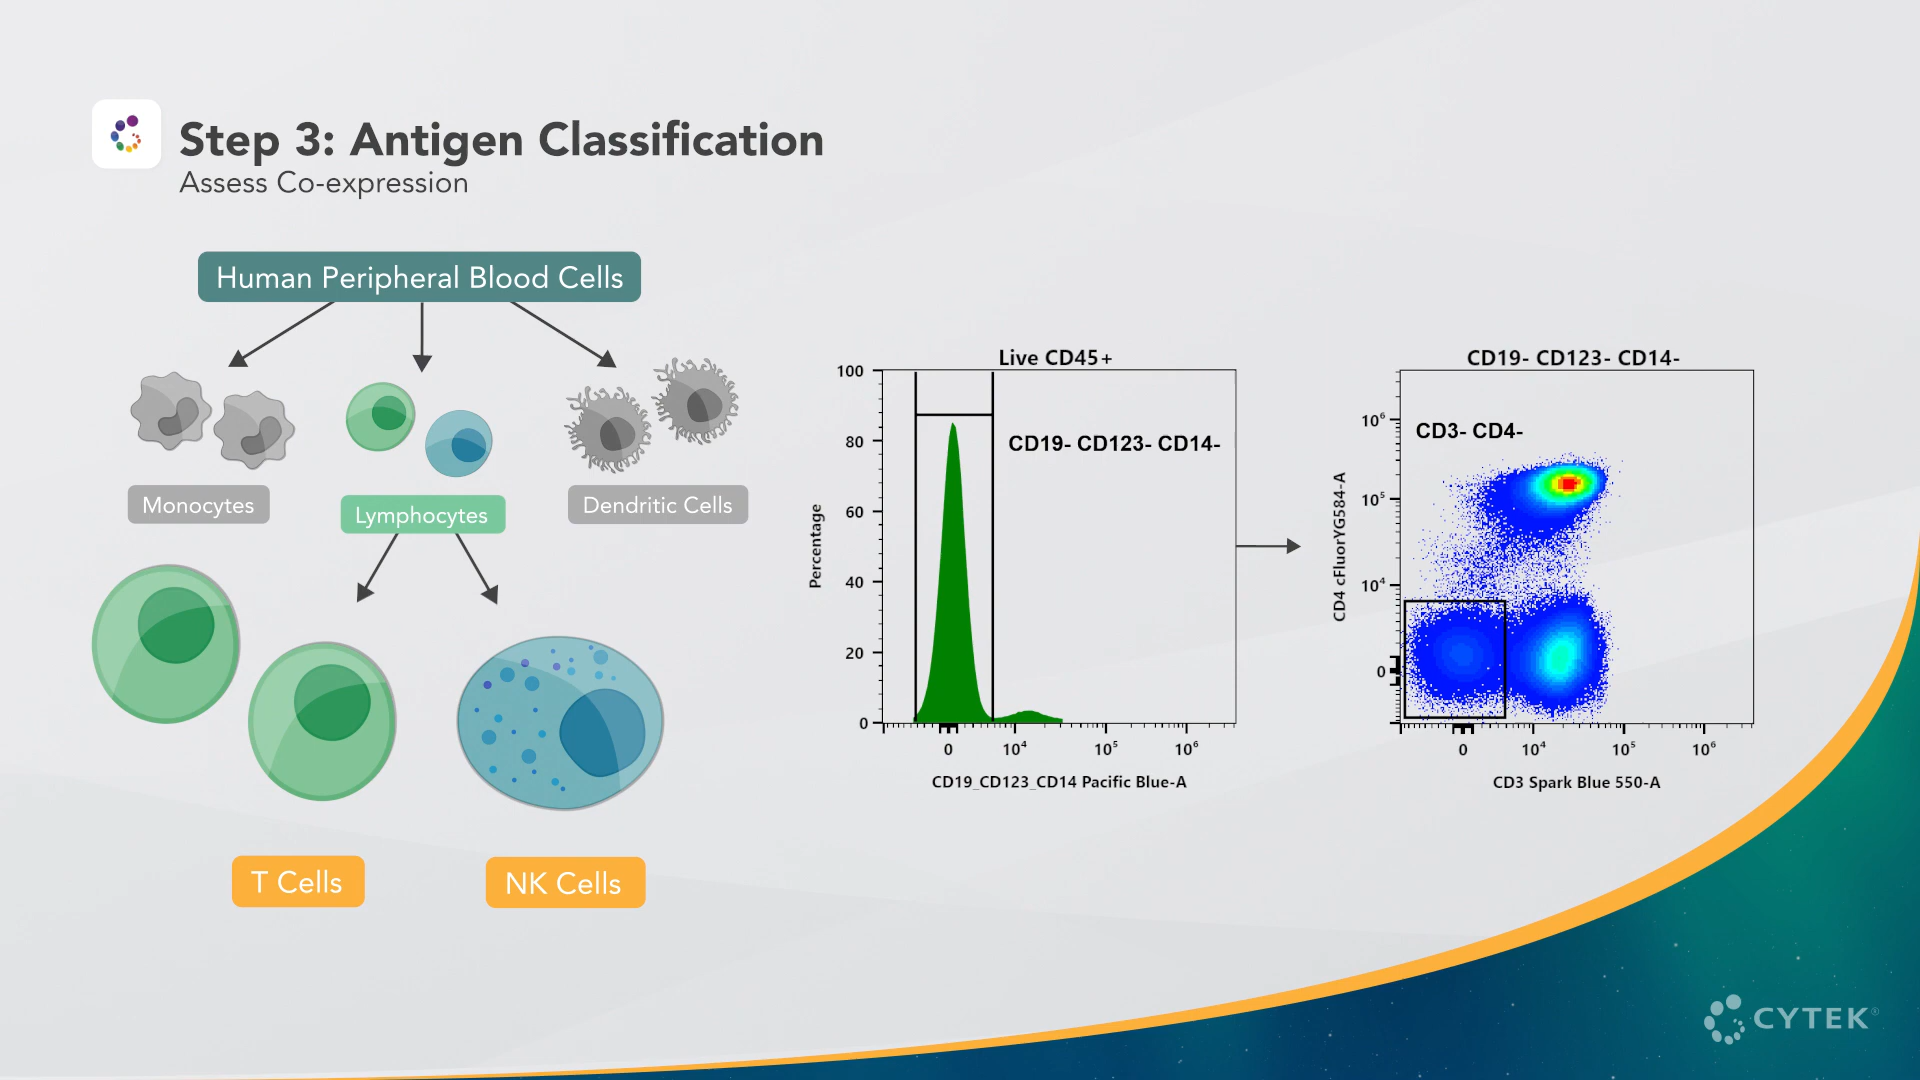 Step 3: Antigen Classification
Assess Co-expression
Human Peripheral Blood Cells
Monocytes
Lymphocytes
Dendritic Cells
T Cells
NK Cells
Live CD45+
100
80
60
40
20
0
Percentage
CD19- CD123- CD14-
0
10⁴
10⁵
10⁶
CD19_CD123_CD14 Pacific Blue-A
CD19- CD123- CD14-
CD3- CD4-
10⁶
10⁵
10⁴
0
CD4 cFluorYG584-A
0
10⁴
10⁵
10⁶
CD3 Spark Blue 550-A
CYTEK®